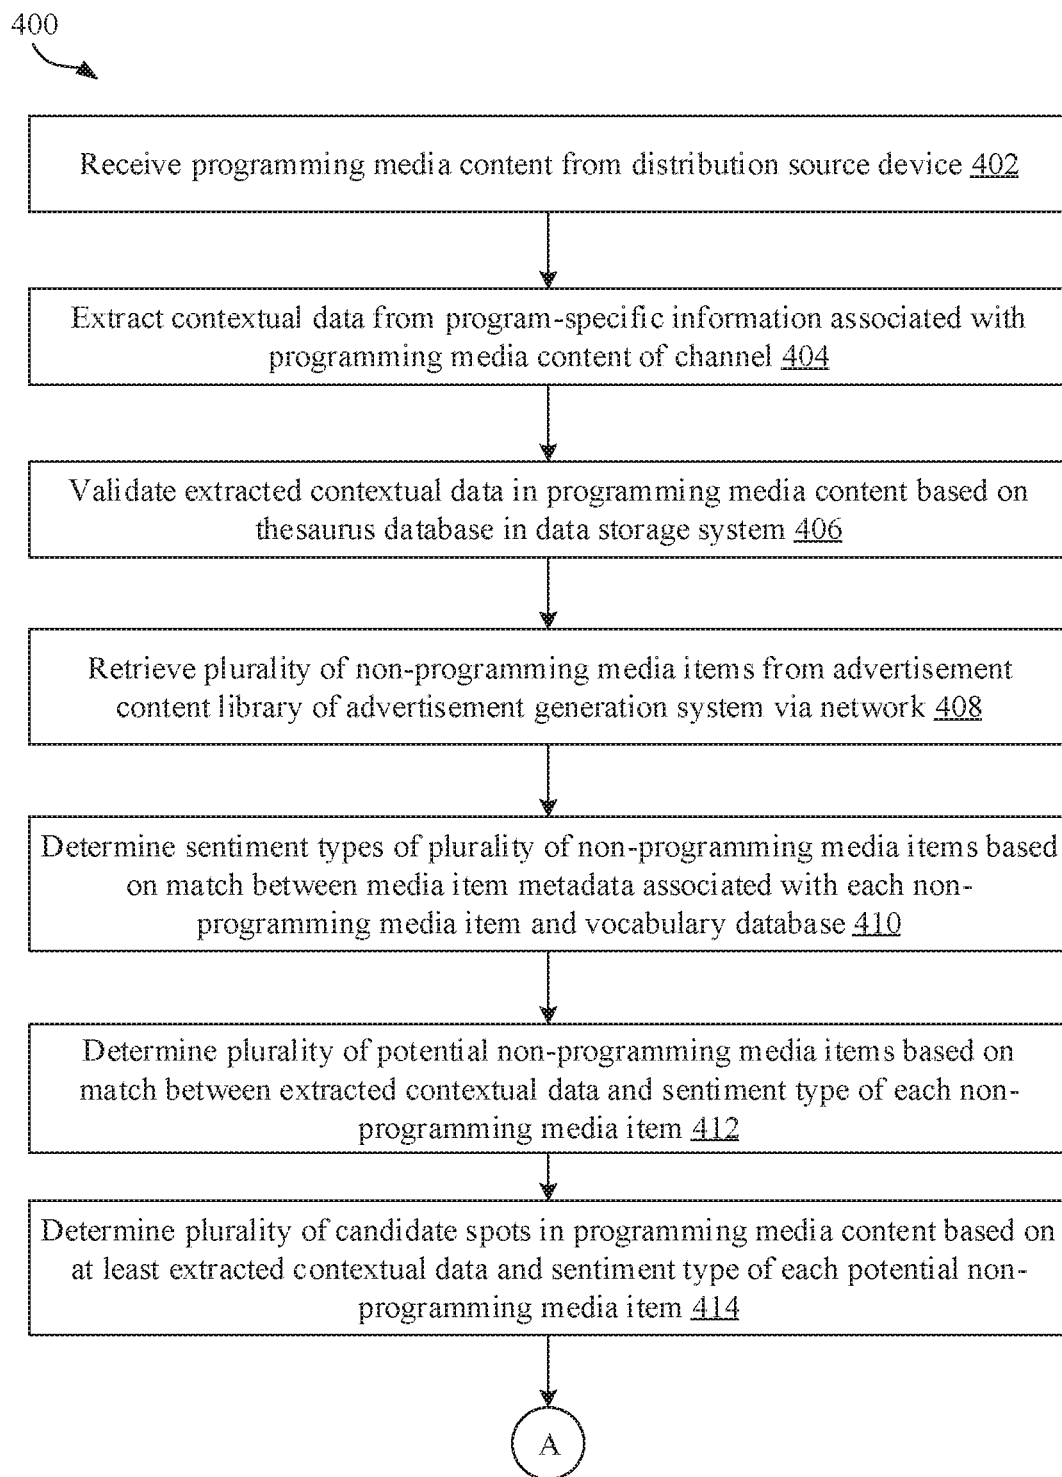 400
Receive programming media content from distribution source device 402
Extract contextual data from program-specific information associated with
programming media content of channel 404
Validate extracted contextual data in programming media content based on
thesaurus database in data storage system 406
Retrieve plurality of non-programming media items from advertisement
content library of advertisement generation system via network 408
Determine sentiment types of plurality of non-programming media items based
on match between media item metadata associated with each non-
programming media item and vocabulary database 410
Determine plurality of potential non-programming media items based on
match between extracted contextual data and sentiment type of each non-
programming media item 412
Determine plurality of candidate spots in programming media content based on
at least extracted contextual data and sentiment type of each potential non-
programming media item 414
A